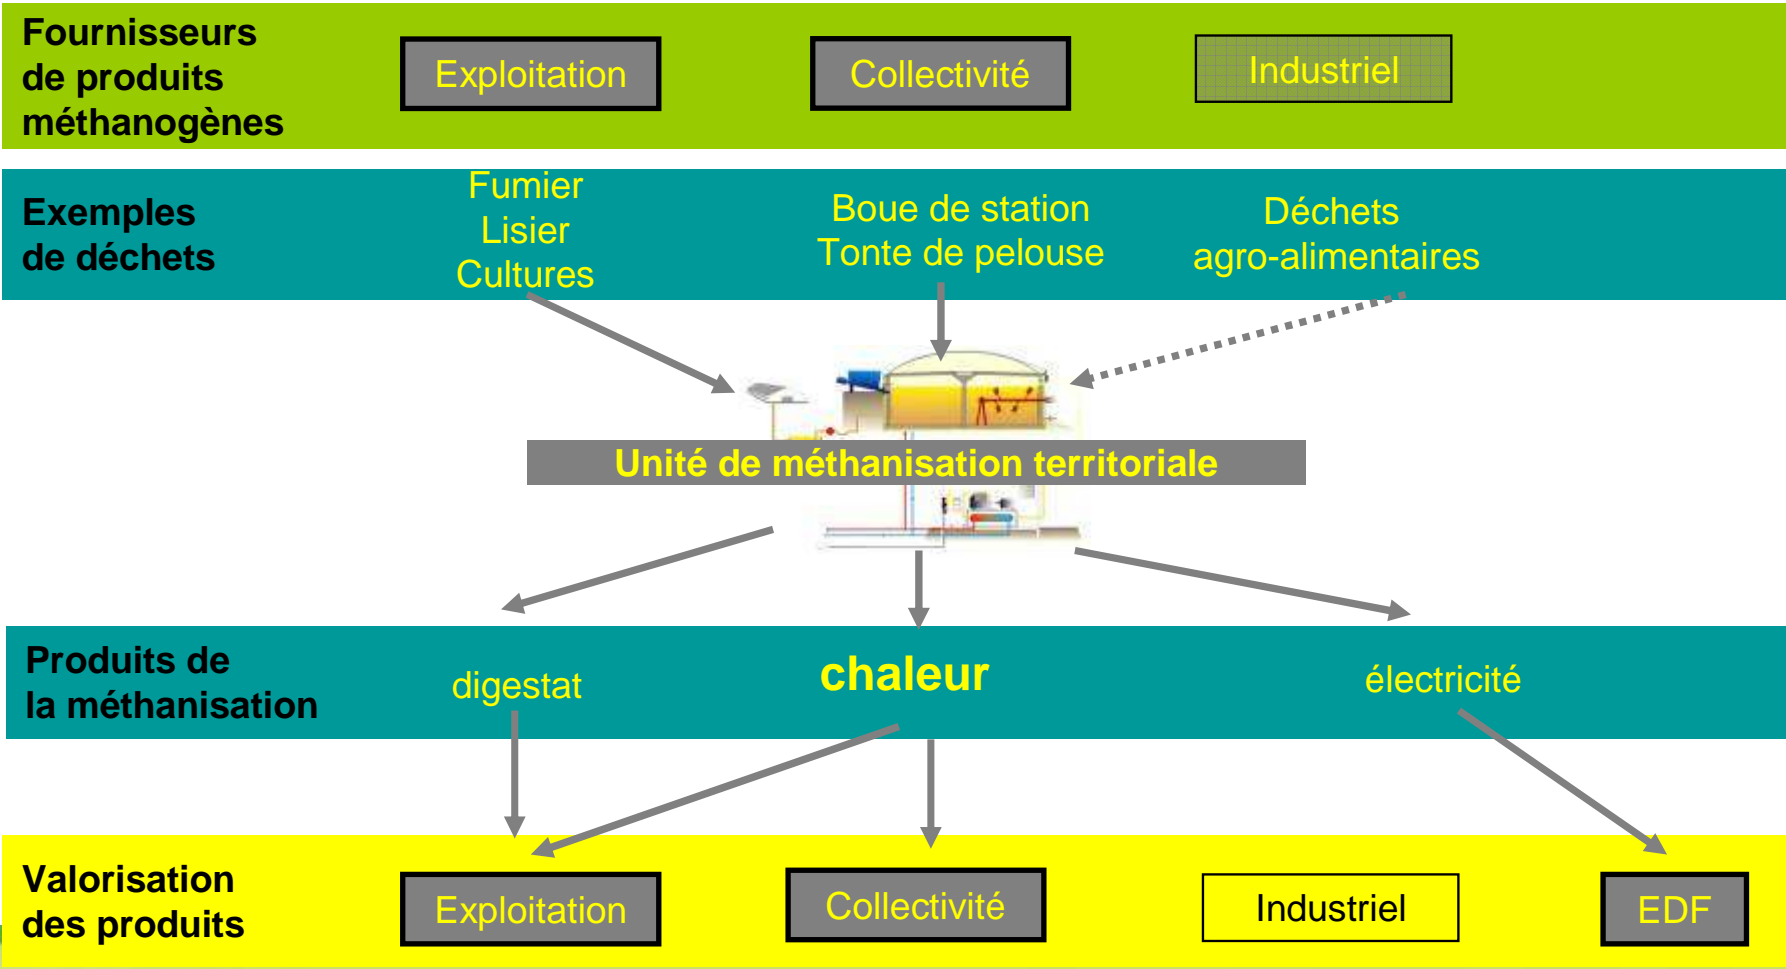 Fournisseurs
de produits
méthanogènes
Exploitation
Collectivité
Industriel
Exemples
de déchets
Fumier
Lisier
Cultures
Boue de station
Tonte de pelouse
Déchets
agro-alimentaires
Unité de méthanisation territoriale
Produits de
la méthanisation
digestat
chaleur
électricité
Valorisation
des produits
Exploitation
Collectivité
Industriel
EDF